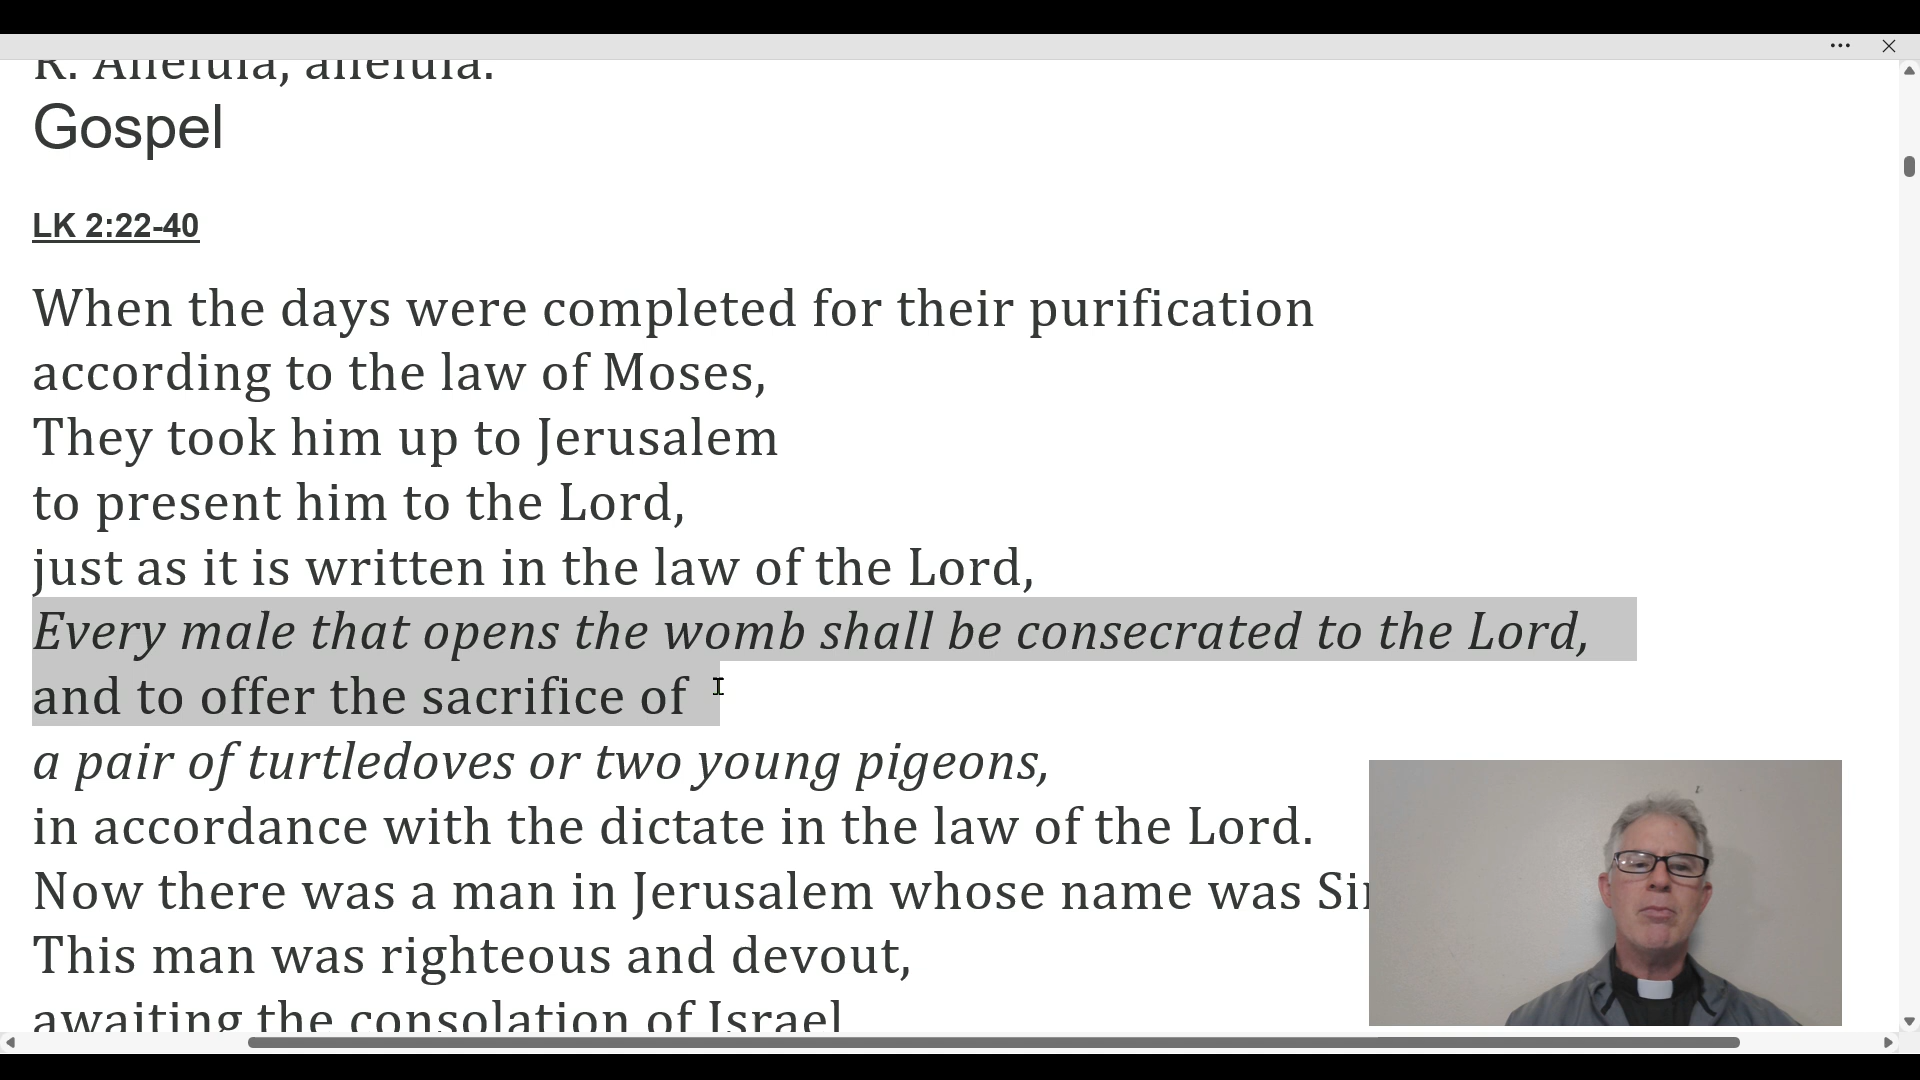 R. Alleluia, alleluia.
Gospel
LK 2:22-40
When the days were completed for their purification
according to the law of Moses,
They took him up to Jerusalem
to present him to the Lord,
just as it is written in the law of the Lord,
Every male that opens the womb shall be consecrated to the Lord,
and to offer the sacrifice of
a pair of turtledoves or two young pigeons,
in accordance with the dictate in the law of the Lord.
Now there was a man in Jerusalem whose name was
This man was righteous and devout,
awaiting the consolation of Israel